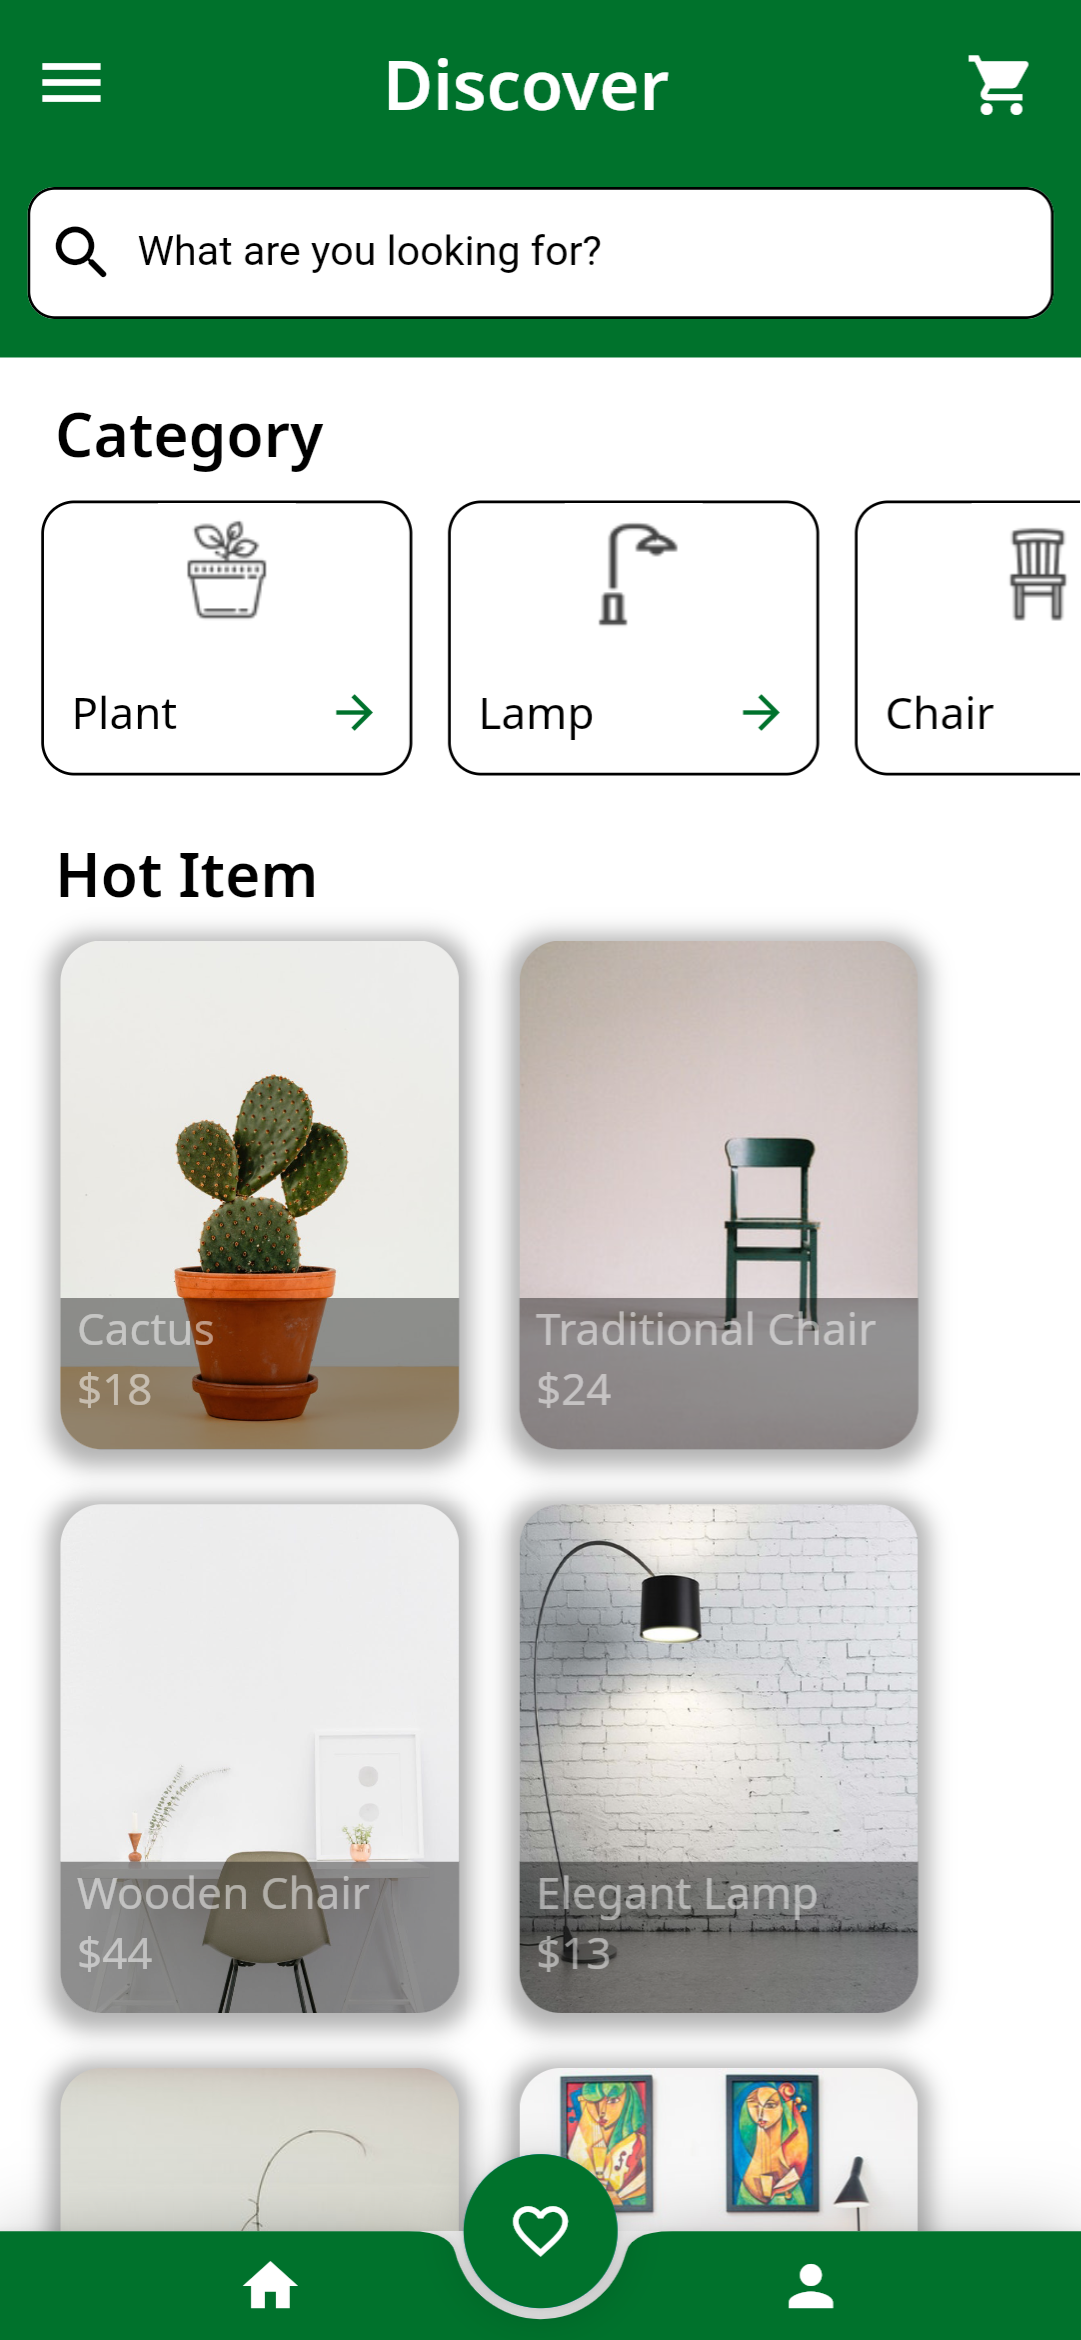 Discover
What are you looking for?
Category
Plant
Lamp
Chair
Hot Item
Cactus
$18
Traditional Chair
$24
Wooden Chair
$44
Elegant Lamp
$13